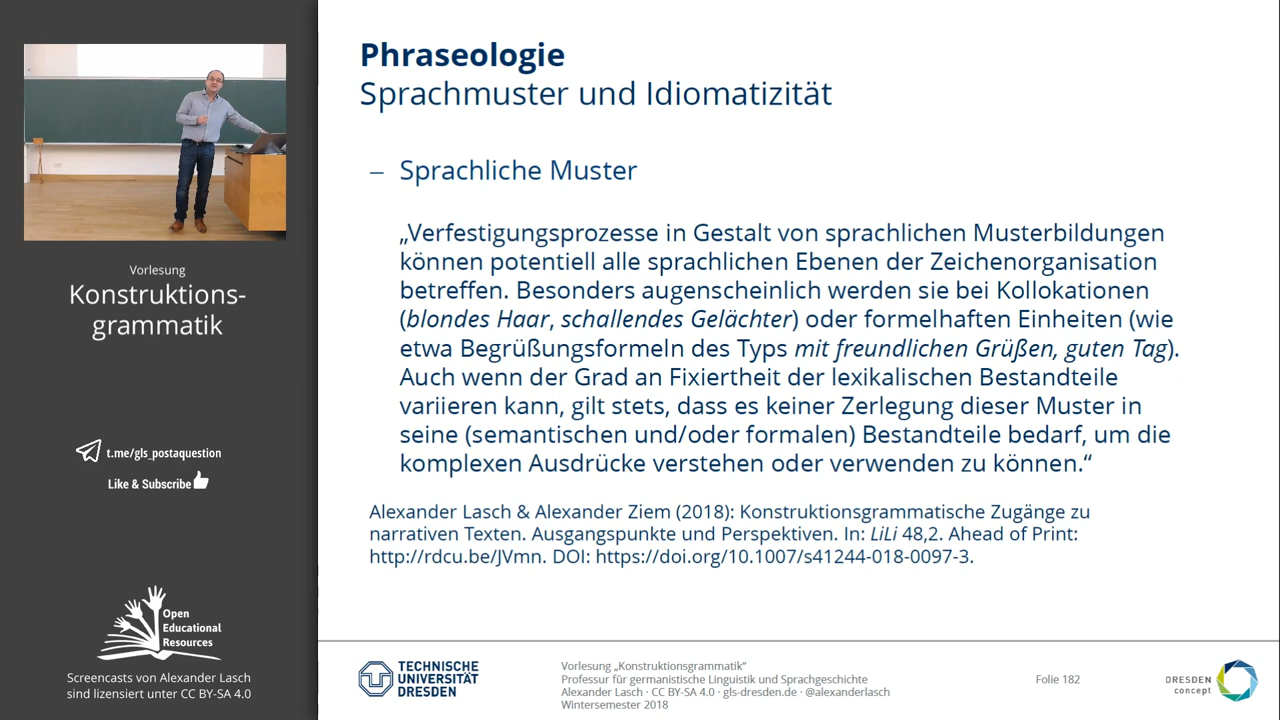 Vorlesung
Konstruktions-
grammatik
t.me/gls_postaquestion
Like & Subscribe
Open
Educational
Resources
Screencasts von Alexander Lasch
sind lizensiert unter CC BY-SA 4.0
Phraseologie
Sprachmuster und Idiomatizität
– Sprachliche Muster
„Verfestigungsprozesse in Gestalt von sprachlichen Musterbildungen
können potentiell alle sprachlichen Ebenen der Zeichenorganisation
betreffen. Besonders augenscheinlich werden sie bei Kollokationen
(blondes Haar, schallendes Gelächter) oder formelhaften Einheiten (wie
etwa Begrüßungsformeln des Typs mit freundlichen Grüßen, guten Tag).
Auch wenn der Grad an Fixiertheit der lexikalischen Bestandteile
variieren kann, gilt stets, dass es keiner Zerlegung dieser Muster in
seine (semantischen und/oder formalen) Bestandteile bedarf, um die
komplexen Ausdrücke verstehen oder verwenden zu können.“
Alexander Lasch & Alexander Ziem (2018): Konstruktionsgrammatische Zugänge zu
narrativen Texten. Ausgangspunkte und Perspektiven. In: LiLi 48,2. Ahead of Print:
http://rdcu.be/JVmn. DOI: https://doi.org/10.1007/s41244-018-0097-3.
TECHNISCHE
UNIVERSITÄT
DRESDEN
Vorlesung „Konstruktionsgrammatik“
Professur für germanistische Linguistik und Sprachgeschichte
Alexander Lasch · CC BY-SA 4.0 · gls-dresden.de · @alexanderlasch
Wintersemester 2018
Folie 182
DRESDEN
concept